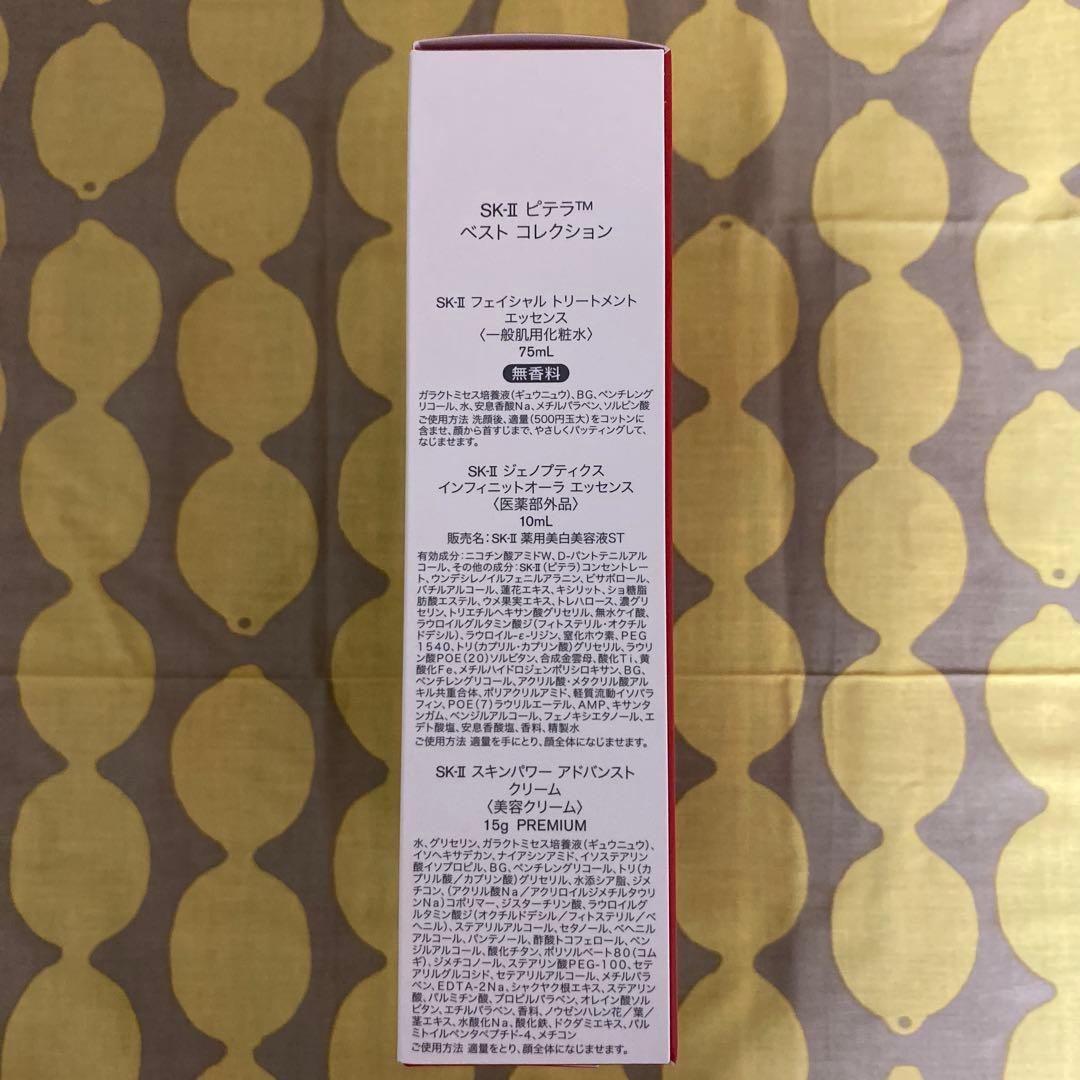 SK-II ピテラ™
ベスト コレクション
SK-II フェイシャル トリートメント
エッセンス
〈一般肌用化粧水〉
75mL
無香料
ガラクトミセス培養液(ギュウニュウ)、BG、ペンチレング
リコール、水、安息香酸Na、メチルパラベン、ソルビン酸
ご使用方法 洗顔後、適量(500円玉大)をコットンに
含ませ、顔から首すじまで、やさしくパッティングして、
なじませます。
SK-II ジェノプティクス
インフィニットオーラ エッセンス
〈医薬部外品〉
10mL
販売名:SK-II 薬用美白美容液ST
有効成分:ニコチン酸アミドW、D-パントテニルアル
コール、その他の成分:SK-II(ピテラ)コンセントレー
ト、ウンデシレノイルフェニルアラニン、ビサボロール、
バチルアルコール、蓮花エキス、キシリット、ショ糖脂
肪酸エステル、ウメ果実エキス、トレハロース、濃グリ
セリン、トリエチルヘキサン酸グリセリル、無水ケイ酸、
ラウロイルグルタミン酸ジ(フィトステリル・オクチル
ドデシル)、ラウロイル-ε-リジン、窒化ホウ素、PEG
1540、トリ(カプリル・カプリン酸)グリセリル、ラウリ
ン酸POE(20)ソルビタン、合成金雲母、酸化Ti、黄
酸化Fe、メチルハイドロジェンポリシロキサン、BG、
ペンチレングリコール、アクリル酸・メタクリル酸アル
キル共重合体、ポリアクリルアミド、軽質流動イソパラ
フィン、POE(7)ラウリルエーテル、AMP、キサンタ
ンガム、ベンジルアルコール、フェノキシエタノール、エ
デト酸塩、安息香酸塩、香料、精製水
ご使用方法 適量を手にとり、顔全体になじませます。
SK-II スキンパワー アドバンスト
クリーム
〈美容クリーム〉
15g PREMIUM
水、グリセリン、ガラクトミセス培養液(ギュウニュウ)、
イソヘキサデカン、ナイアシンアミド、イソステアリン
酸イソプロピル、BG、ペンチレングリコール、トリ(カ
プリル酸/カプリン酸)グリセリル、水添シア脂、ジメ
チコン、(アクリル酸Na/アクリロイルジメチルタウリ
ンNa)コポリマー、ジスターチリン酸、ラウロイルグ
ルタミン酸ジ(オクチルドデシル/フィトステリル/ベ
ヘニル)、ステアリルアルコール、セタノール、ベヘニル
アルコール、パンテノール、酢酸トコフェロール、ベン
ジルアルコール、酸化チタン、ポリソルベート80(コム
ギ)、ジメチコノール、ステアリン酸PEG-100、セテ
アリルグルコシド、セテアリルアルコール、メチルパラ
ベン、EDTA-2Na、シャクヤク根エキス、ステアリン
酸、パルミチン酸、プロピルパラベン、オレイン酸ソル
ビタン、エチルパラベン、香料、ノウゼンハレン花/葉/
茎エキス、水酸化Na、酸化鉄、ドクダミエキス、パル
ミトイルペンタペプチド-4、メチコン
ご使用方法 適量をとり、顔全体になじませます。